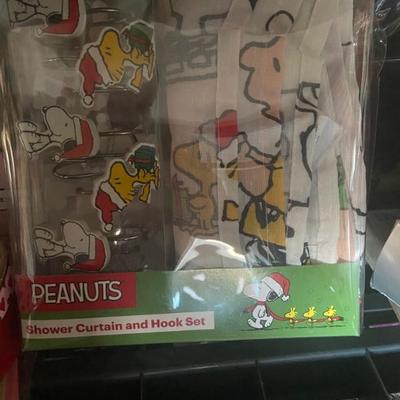 PEANUTS
Shower Curtain and Hook Set